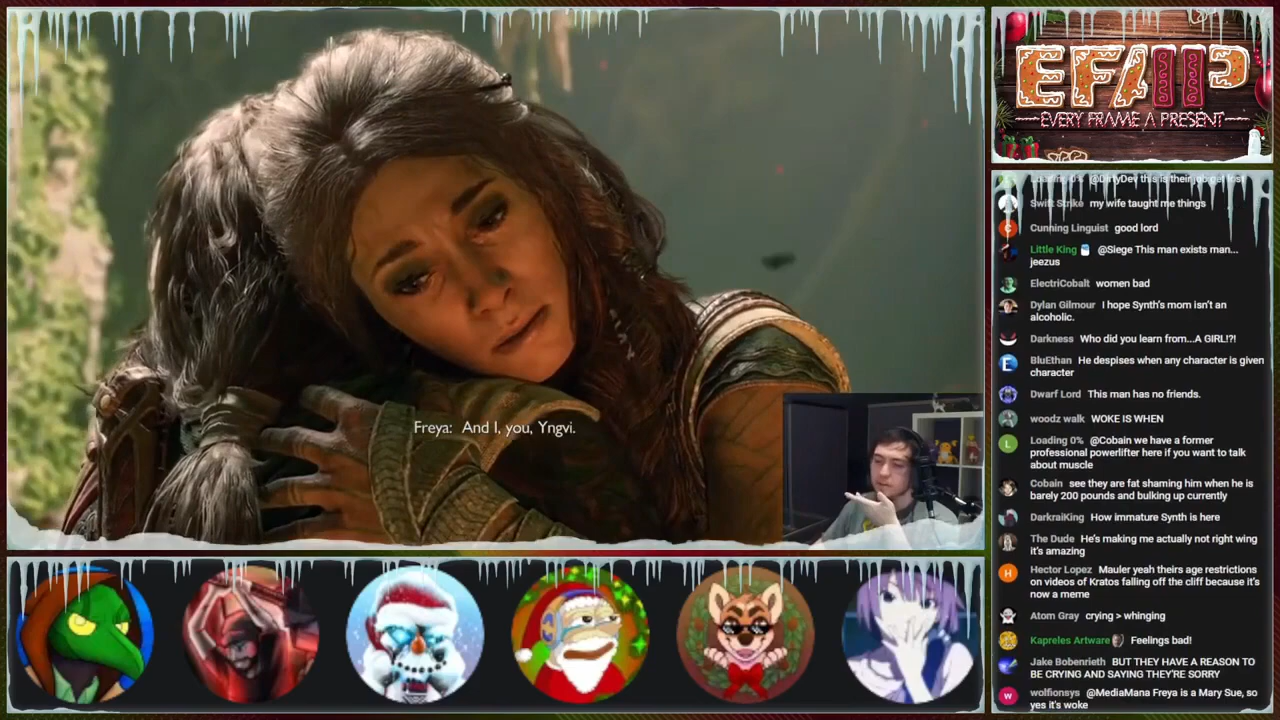 EFAP
EVERY FRAME A PRESENT
Freya: And I, you, Yngvi.
@DirtyDev this is their job get lost
Swift Strike my wife taught me things
Cunning Linguist good lord
Little King @Siege This man exists man...
jeezus
ElectriCobalt women bad
Dylan Gilmour I hope Synth's mom isn't an
alcoholic.
Darkness Who did you learn from...A GIRL!?!
BluEthan He despises when any character is given
character
Dwarf Lord This man has no friends.
woodz walk WOKE IS WHEN
Loading 0% @Cobain we have a former
professional powerlifter here if you want to talk
about muscle
Cobain see they are fat shaming him when he is
barely 200 pounds and bulking up currently
DarkraiKing How immature Synth is here
The Dude He's making me actually not right wing
it's amazing
Hector Lopez Mauler yeah theirs age restrictions
on videos of Kratos falling off the cliff because it's
now a meme
Atom Gray crying > whinging
Kapreles Artware Feelings bad!
Jake Bobenrieth BUT THEY HAVE A REASON TO
BE CRYING AND SAYING THEY'RE SORRY
wolfionsys @MediaMana Freya is a Mary Sue, so
yes it's woke